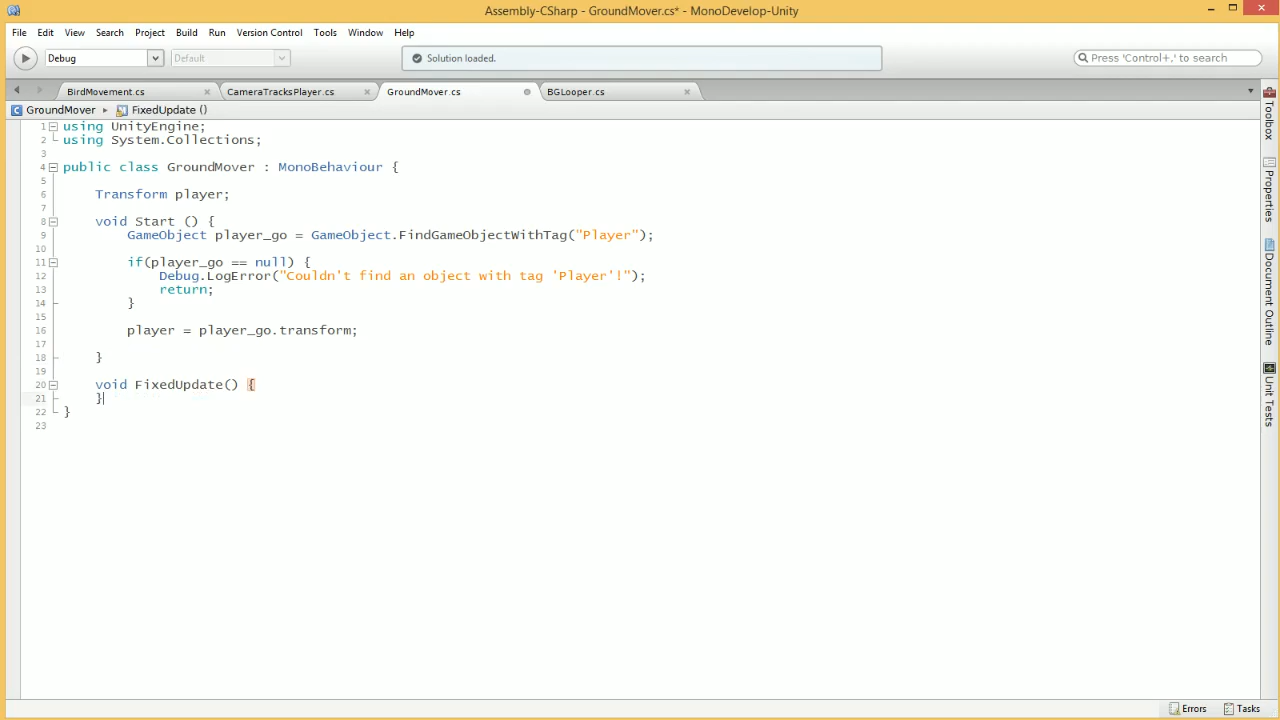 Assembly-CSharp - GroundMover.cs* - MonoDevelop-Unity
File Edit View Search Project Build Run Version Control Tools Window Help
Debug Default Solution loaded. Press 'Control+,' to search
BirdMovement.cs CameraTracksPlayer.cs GroundMover.cs BGLooper.cs
GroundMover FixedUpdate ()
1 using UnityEngine;
2 using System.Collections;
3
4 public class GroundMover : MonoBehaviour {
5
6 Transform player;
7
8 void Start () {
9 GameObject player_go = GameObject.FindGameObjectWithTag("Player");
10
11 if(player_go == null) {
12 Debug.LogError("Couldn't find an object with tag 'Player'!");
13 return;
14 }
15
16 player = player_go.transform;
17
18 }
19
20 void FixedUpdate() {
21 }
22 }
23
Toolbox
Properties
Document Outline
Unit Tests
Errors Tasks